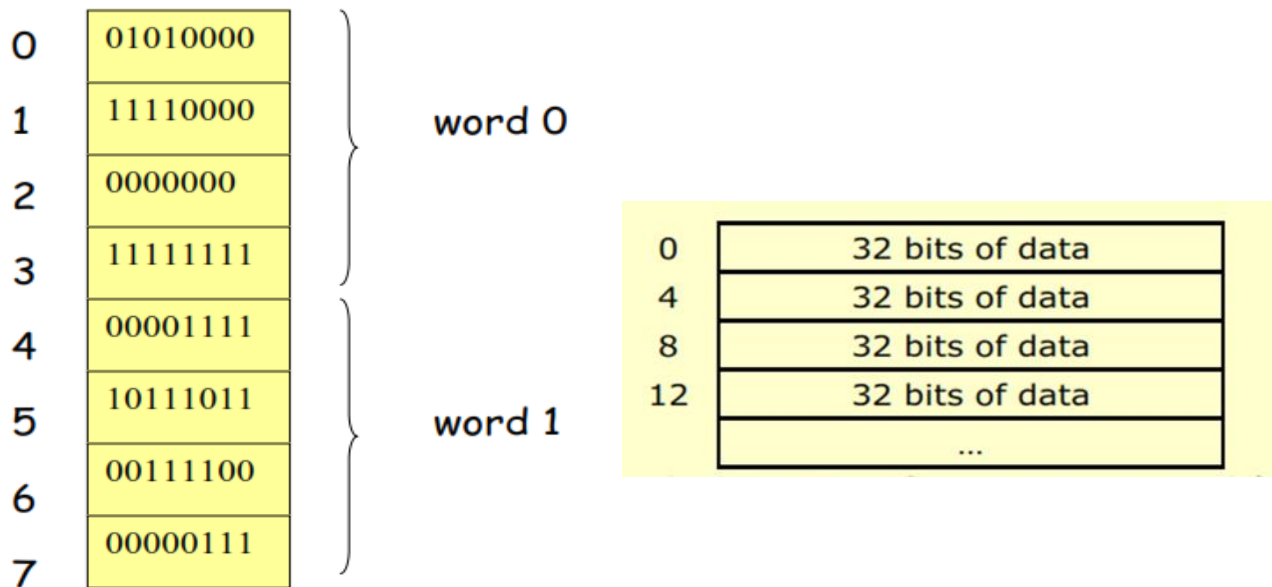 0 01010000
1 11110000
word 0
2 0000000
3 11111111
4 00001111
5 10111011
word 1
6 00111100
7 00000111
0 32 bits of data
4 32 bits of data
8 32 bits of data
12 32 bits of data
...